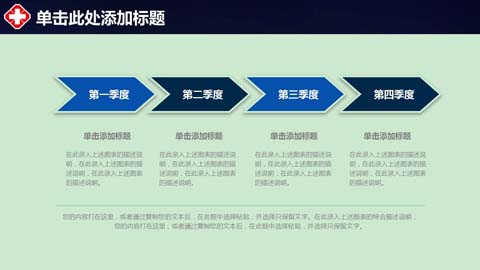 单击此处添加标题
第一季度 第二季度 第三季度 第四季度
单击添加标题 单击添加标题 单击添加标题 单击添加标题
在此录入上述图表的描述说
明，在此录入上述图表的描
述说明，在此录入上述图表
的描述说明。
在此录入上述图表的描述说
明，在此录入上述图表的描
述说明，在此录入上述图表
的描述说明。
在此录入上述图表的描述说
明，在此录入上述图表的描
述说明，在此录入上述图表
的描述说明。
在此录入上述图表的描述说
明，在此录入上述图表的描
述说明，在此录入上述图表
的描述说明。
您的内容打在这里，或者通过复制您的文本后，在此框中选择粘贴，并选择只保留文字。在此录入上述图表的综合描述说明，
您的内容打在这里，或者通过复制您的文本后，在此框中选择粘贴，并选择只保留文字。